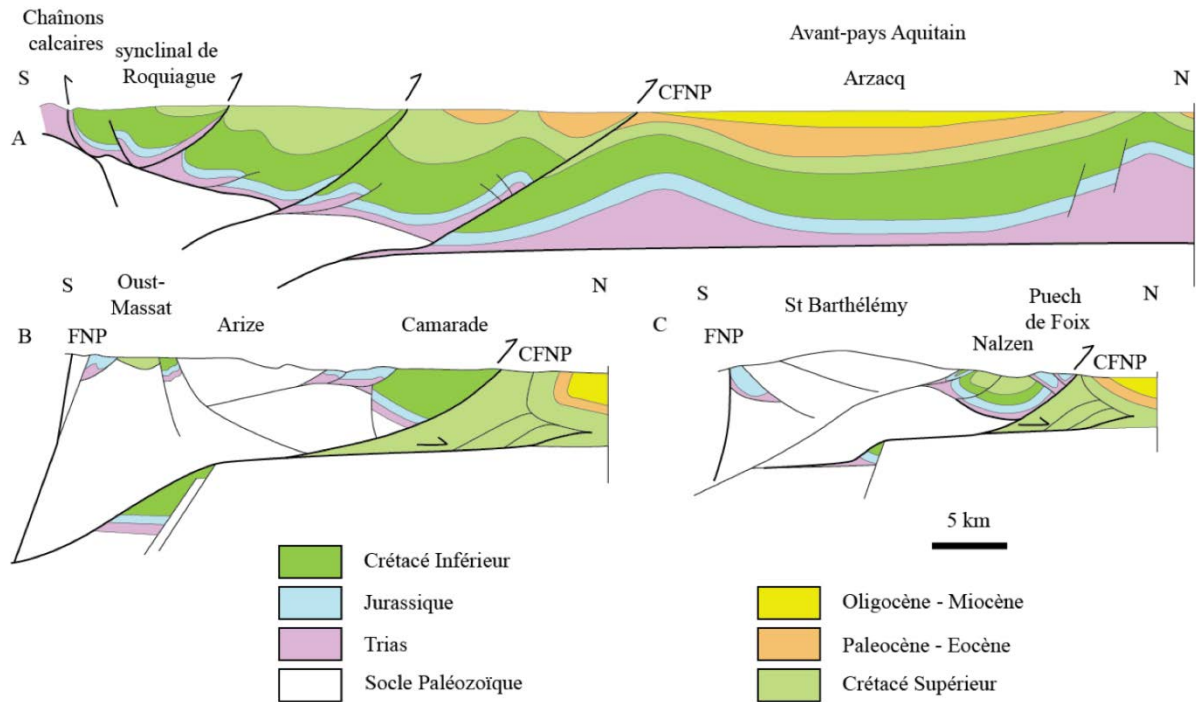 Chaînons
calcaires
synclinal de
Roquiague
Avant-pays Aquitain
Arzacq
S
CFNP
N
A
S
Oust-
Massat
Arize
Camarade
N
B
FNP
CFNP
S
St Barthélémy
Puech
de Foix
N
C
FNP
Nalzen
CFNP
5 km
Crétacé Inférieur
Jurassique
Trias
Socle Paléozoïque
Oligocène - Miocène
Paleocène - Eocène
Crétacé Supérieur